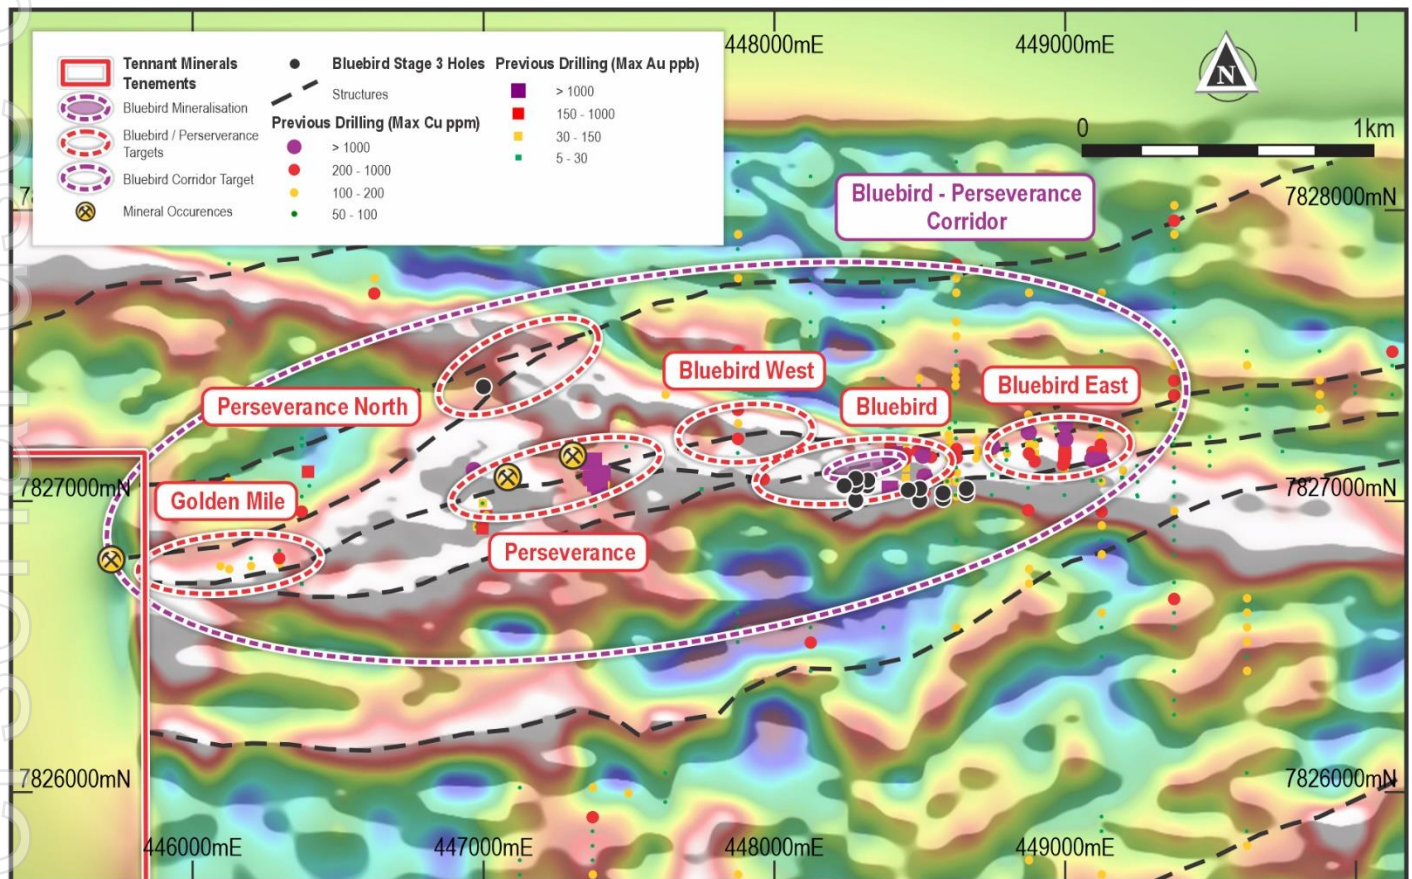 448000mE
449000mE
Tennant Minerals
Tenements
Bluebird Mineralisation
Bluebird / Perserverance
Targets
Bluebird Corridor Target
Mineral Occurences
Bluebird Stage 3 Holes
Structures
Previous Drilling (Max Cu ppm)
> 1000
200 - 1000
100 - 200
50 - 100
Previous Drilling (Max Au ppb)
> 1000
150 - 1000
30 - 150
5 - 30
N
0
1km
7828000mN
Bluebird - Perseverance
Corridor
Bluebird West
Bluebird East
Perseverance North
Bluebird
7827000mN
7827000mN
Golden Mile
Perseverance
7826000mN
7826000mN
446000mE
447000mE
448000mE
449000mE